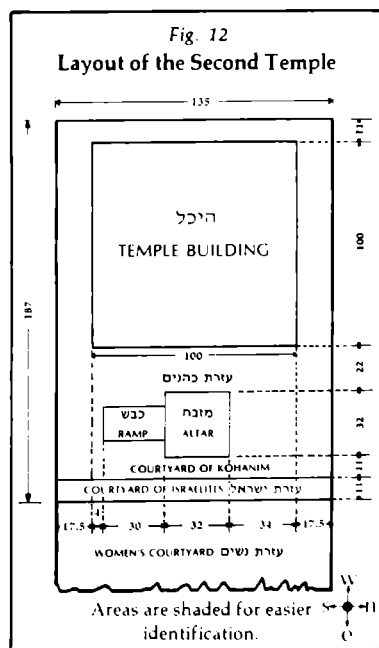 Fig. 12
Layout of the Second Temple
135
11
היכל
TEMPLE BUILDING
100
187
100
עזרת כהנים
22
כבש
RAMP
מזבח
ALTAR
32
COURTYARD OF KOHANIM
11
COURTYARD OF ISRAELITES עזרת ישראל
11
4
17.5 30 32 34 17.5
WOMEN'S COURTYARD עזרת נשים
Areas are shaded for easier
identification.
W
S